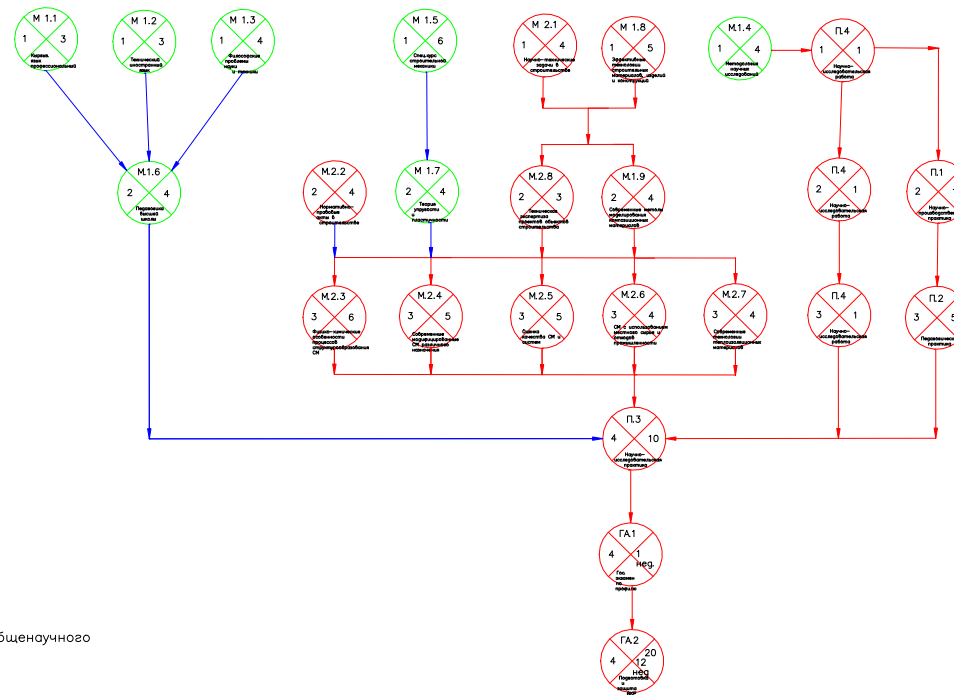 М 1.1
1 3
Кыргыз.
язык
профессиональный
М 1.2
1 3
Технический
иностранный
язык
М 1.3
1 4
Философские
проблемы
науки
и техники
М 1.5
1 6
Спецкурс
строительной
механики
М 2.1
1 4
Научно-технические
задачи в
строительстве
М 1.8
1 5
Эффективные
технологии
строительных
материалов, изделий
и конструкций
М.1.4
1 4
Методология
научных
исследований
П.4
1 1
Научно-
исследовательская
работа
М.1.6
2 4
Педагогика
высшей
школы
М.2.2
2 4
Нормативно-
правовые
акты в
строительстве
М 1.7
2 4
Теория
упругости
и
пластичности
М.2.8
2 3
Техническая
экспертиза
проектов объектов
строительства
М.1.9
2 4
Современные методы
моделирования
композиционных
материалов
П.4
2 1
Научно-
исследовательская
работа
П.1
2
Научно-
производственная
практика
М.2.3
3 6
Физико-химические
особенности
процессов
структурообразования
СМ
М.2.4
3 5
Современные
модифицированные
СМ различного
назначения
М.2.5
3 5
Оценка
качества СМ и
систем
М.2.6
3 4
СМ с использованием
местного сырья и
отходов
промышленности
М.2.7
3 4
Современные
технологии
теплоизоляционных
материалов
П.4
3 1
Научно-
исследовательская
работа
П.2
3 5
Педагогическая
практика
П.3
4 10
Научно-
исследовательская
практика
ГА.1
4 1
нед.
Гос.
экзамен
по
профилю
ГА.2
4 20
12
нед
Подготовка
и
защита
бщенаучного